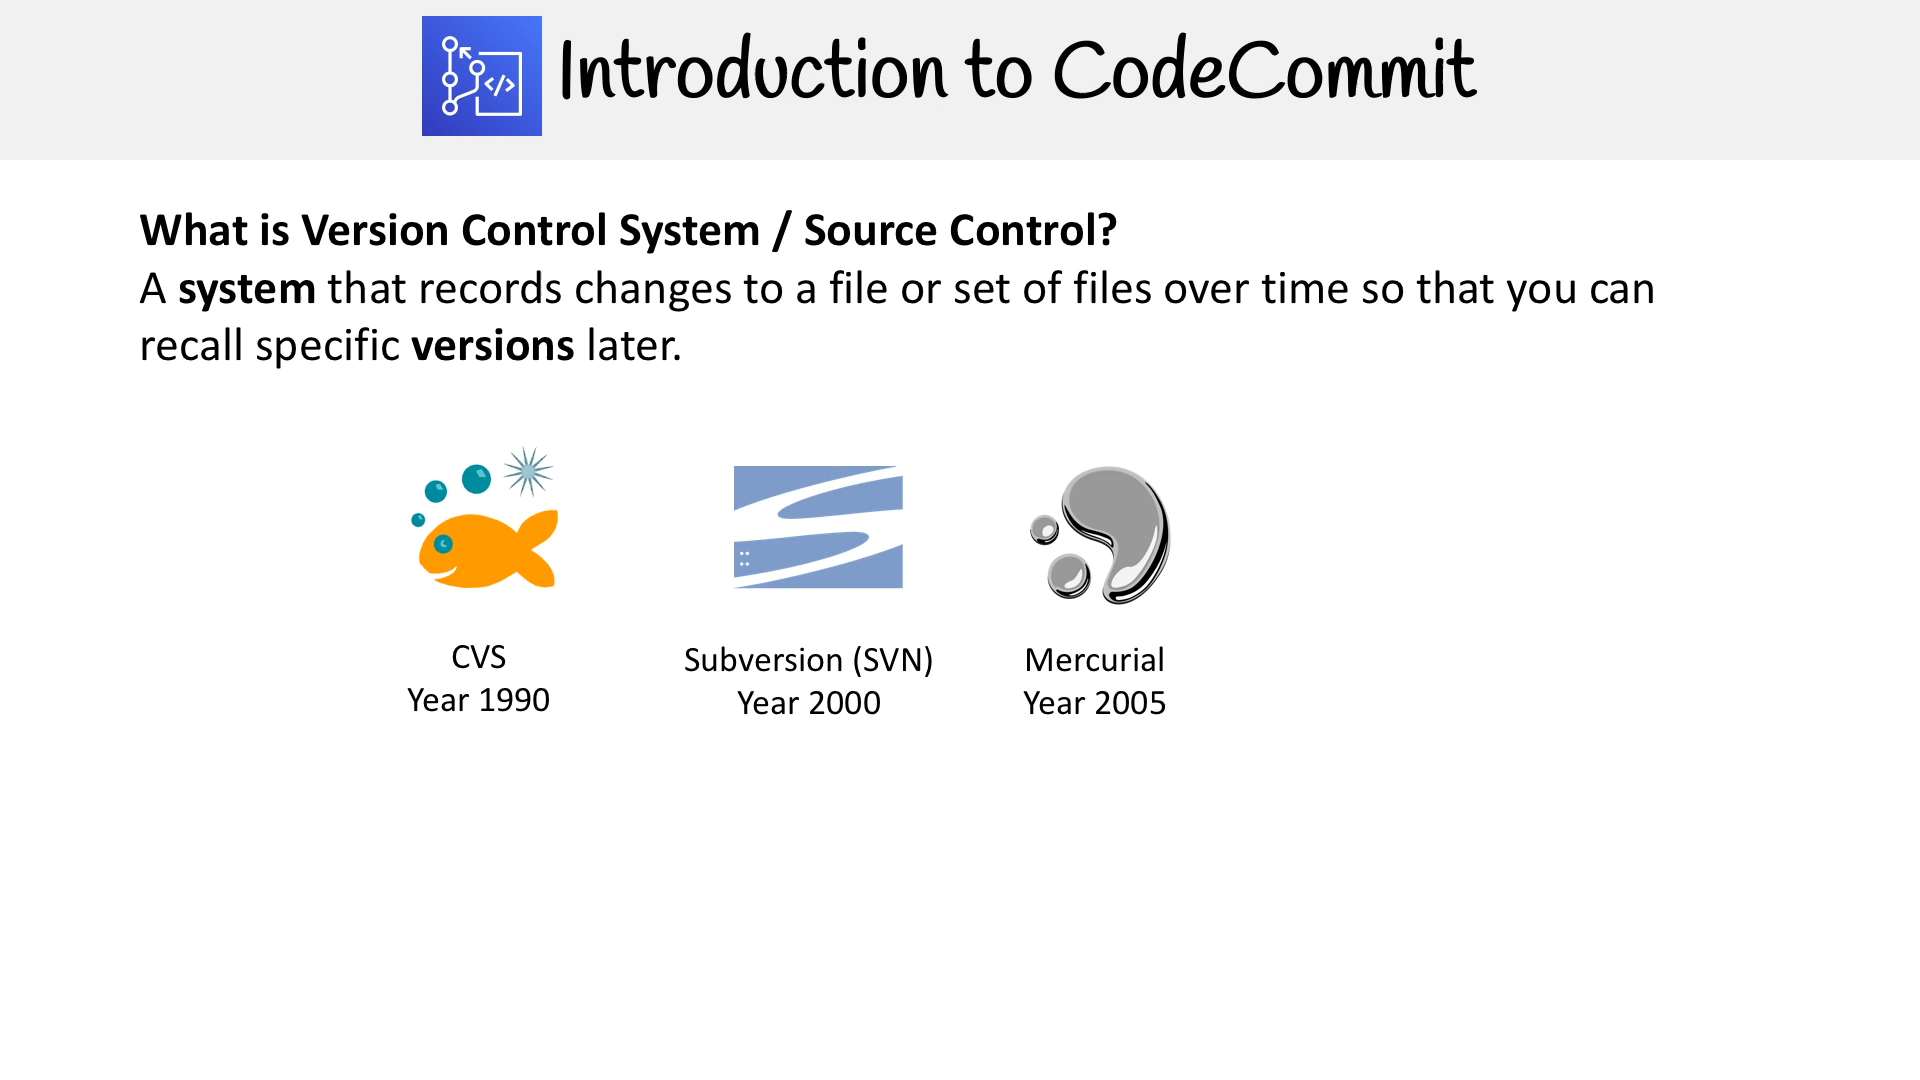 Introduction to CodeCommit
What is Version Control System / Source Control?
A system that records changes to a file or set of files over time so that you can
recall specific versions later.
CVS
Year 1990
Subversion (SVN)
Year 2000
Mercurial
Year 2005